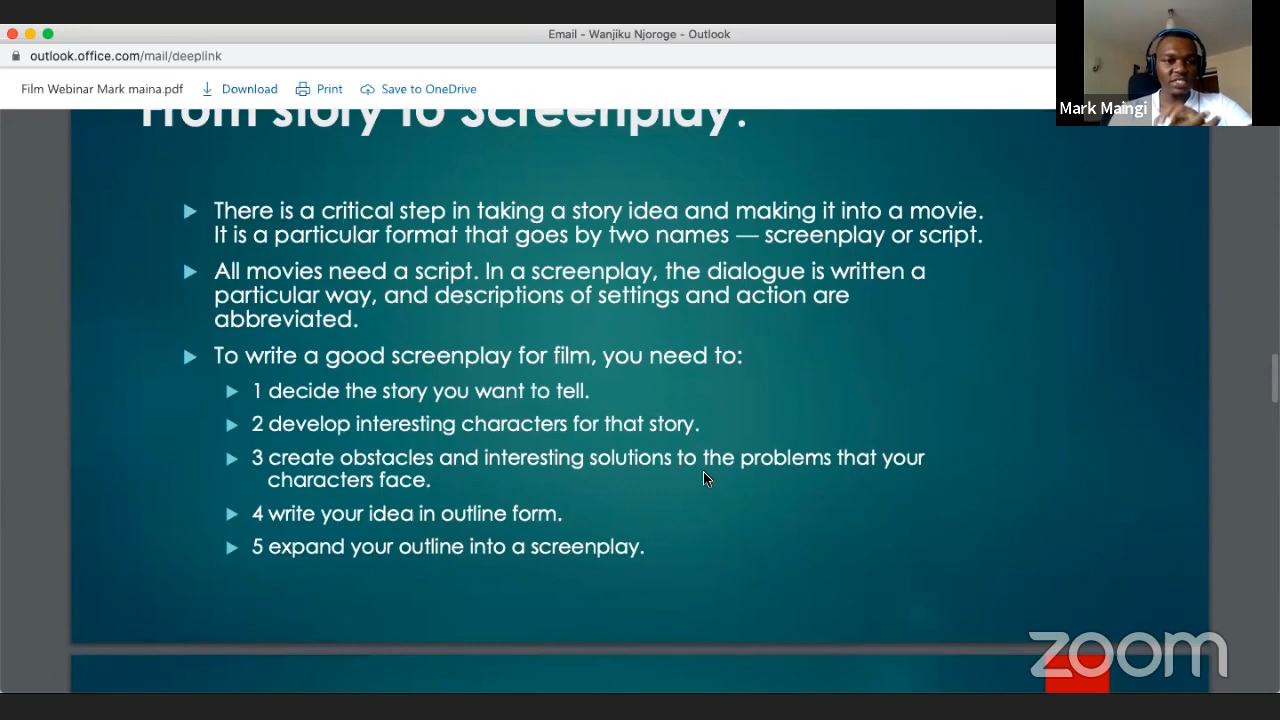 Email - Wanjiku Njoroge - Outlook
outlook.office.com/mail/deeplink
Film Webinar Mark maina.pdf Download Print Save to OneDrive
Mark Maingi
From story to Screenplay.
There is a critical step in taking a story idea and making it into a movie.
It is a particular format that goes by two names — screenplay or script.
All movies need a script. In a screenplay, the dialogue is written a
particular way, and descriptions of settings and action are
abbreviated.
To write a good screenplay for film, you need to:
1 decide the story you want to tell.
2 develop interesting characters for that story.
3 create obstacles and interesting solutions to the problems that your
characters face.
4 write your idea in outline form.
5 expand your outline into a screenplay.
zoom